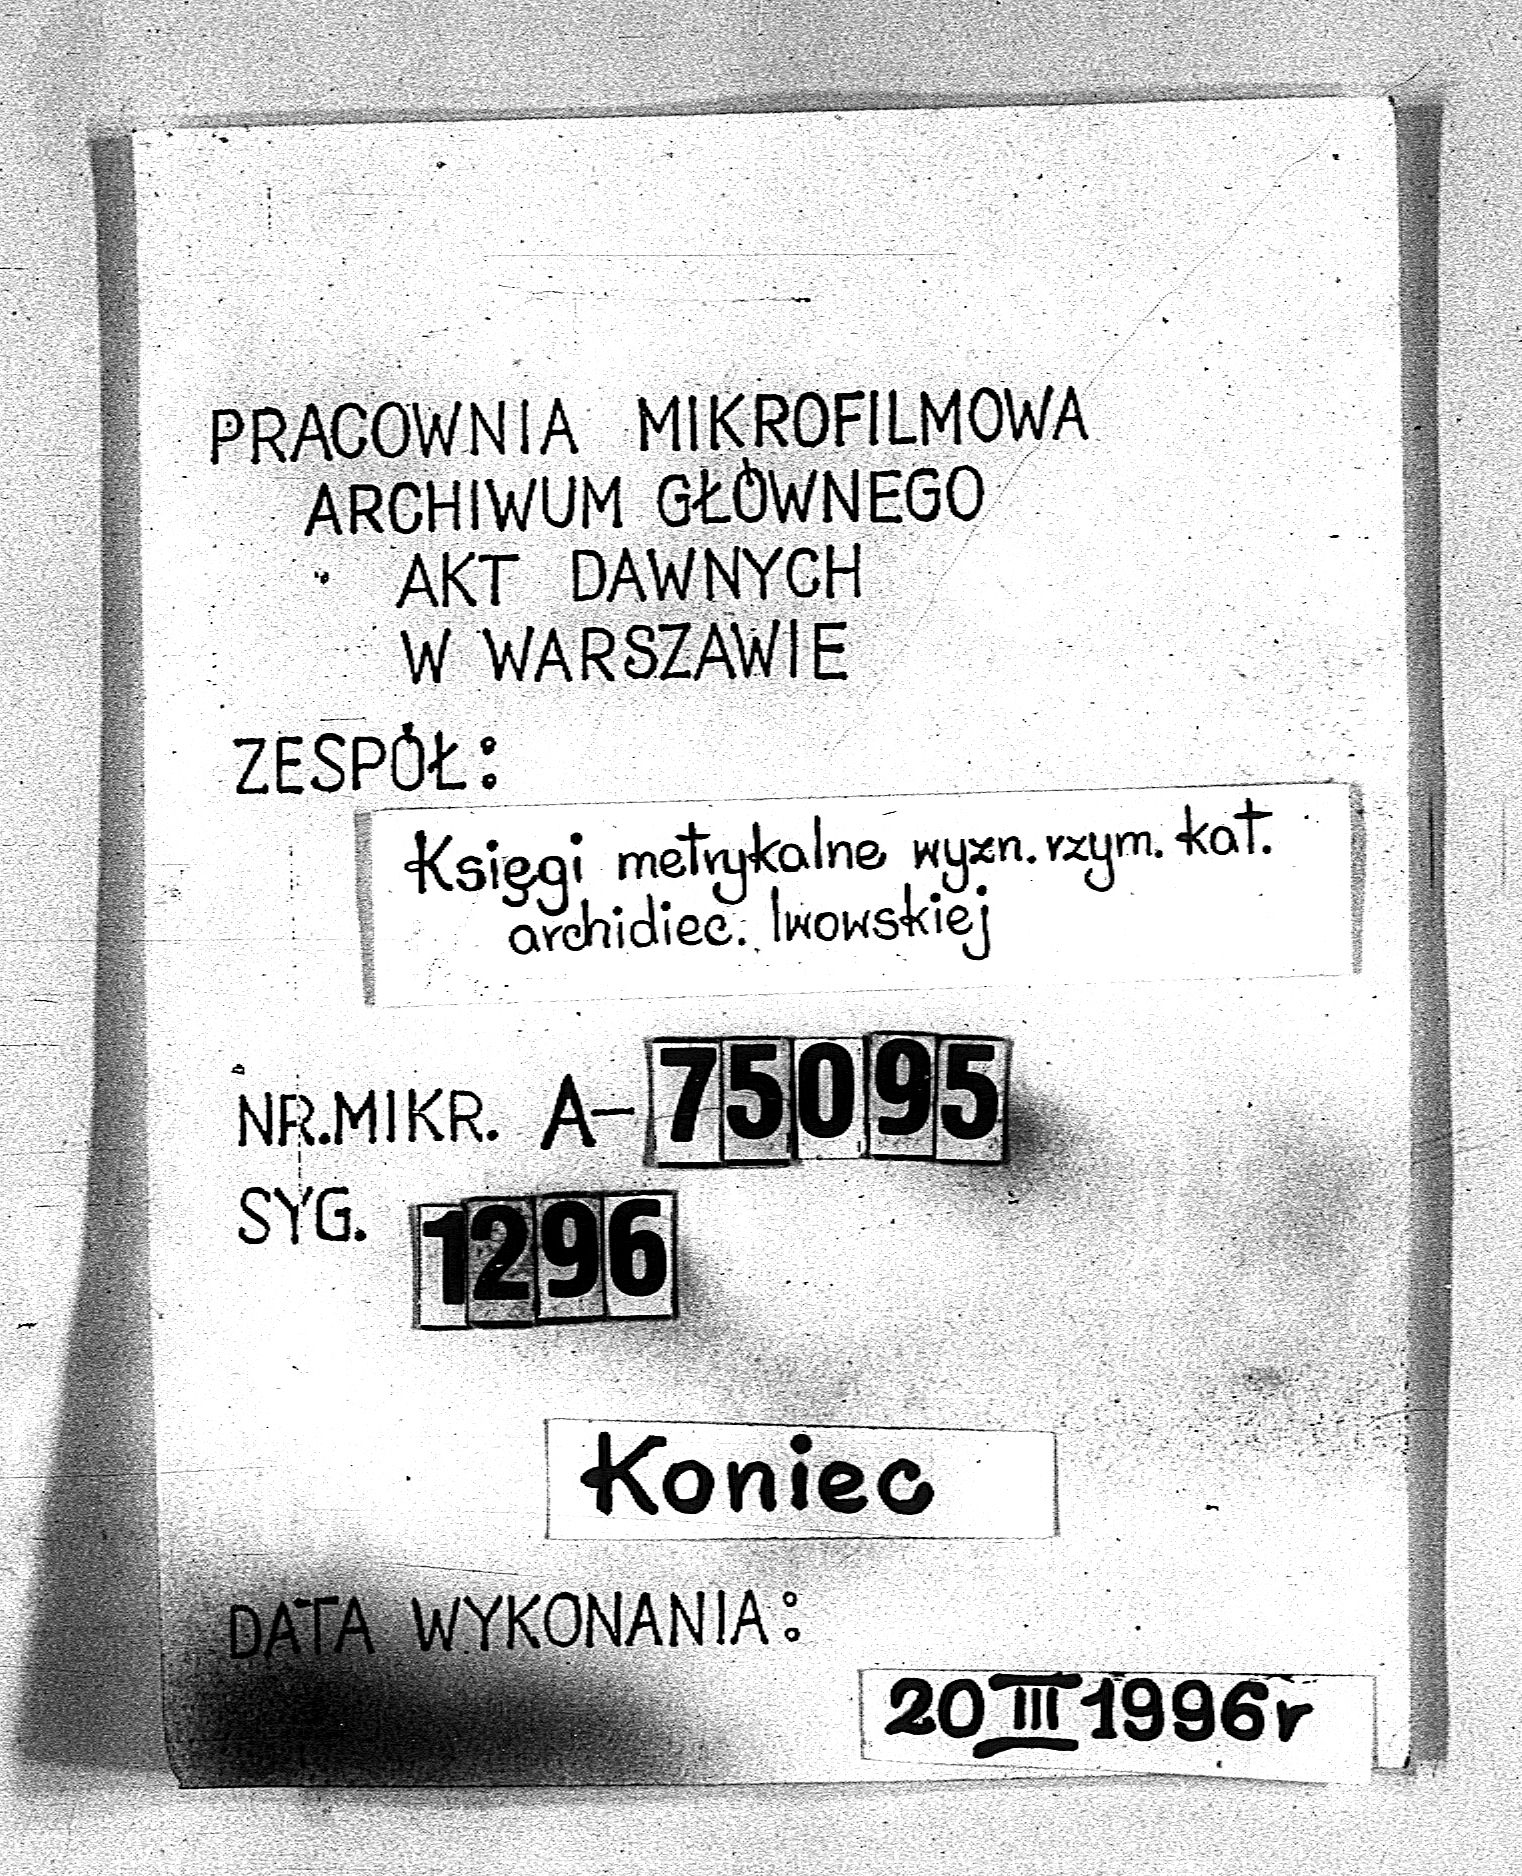 PRACOWNIA MIKROFILMOWA
ARCHIWUM GŁÓWNEGO
AKT DAWNYCH
W WARSZAWIE
ZESPÓŁ:
Księgi metrykalne wyzn. rzym. kat.
archidiec. lwowskiej
NR.MIKR. A-75095
SYG. 1296
Koniec
DATA WYKONANIA:
20 III 1996r